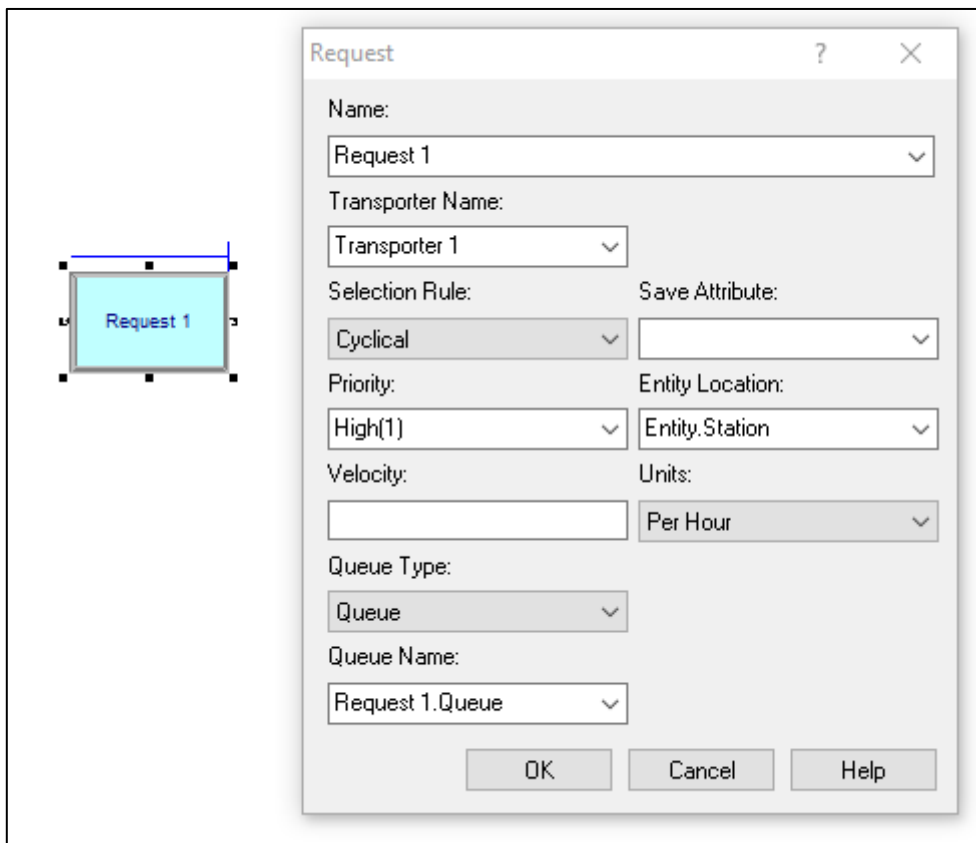 Request
?
Name:
Request 1
Transporter Name:
Transporter 1
Selection Rule: Save Attribute:
Cyclical
Priority: Entity Location:
High(1) Entity.Station
Velocity: Units:
Per Hour
Queue Type:
Queue
Queue Name:
Request 1.Queue
OK Cancel Help
Request 1